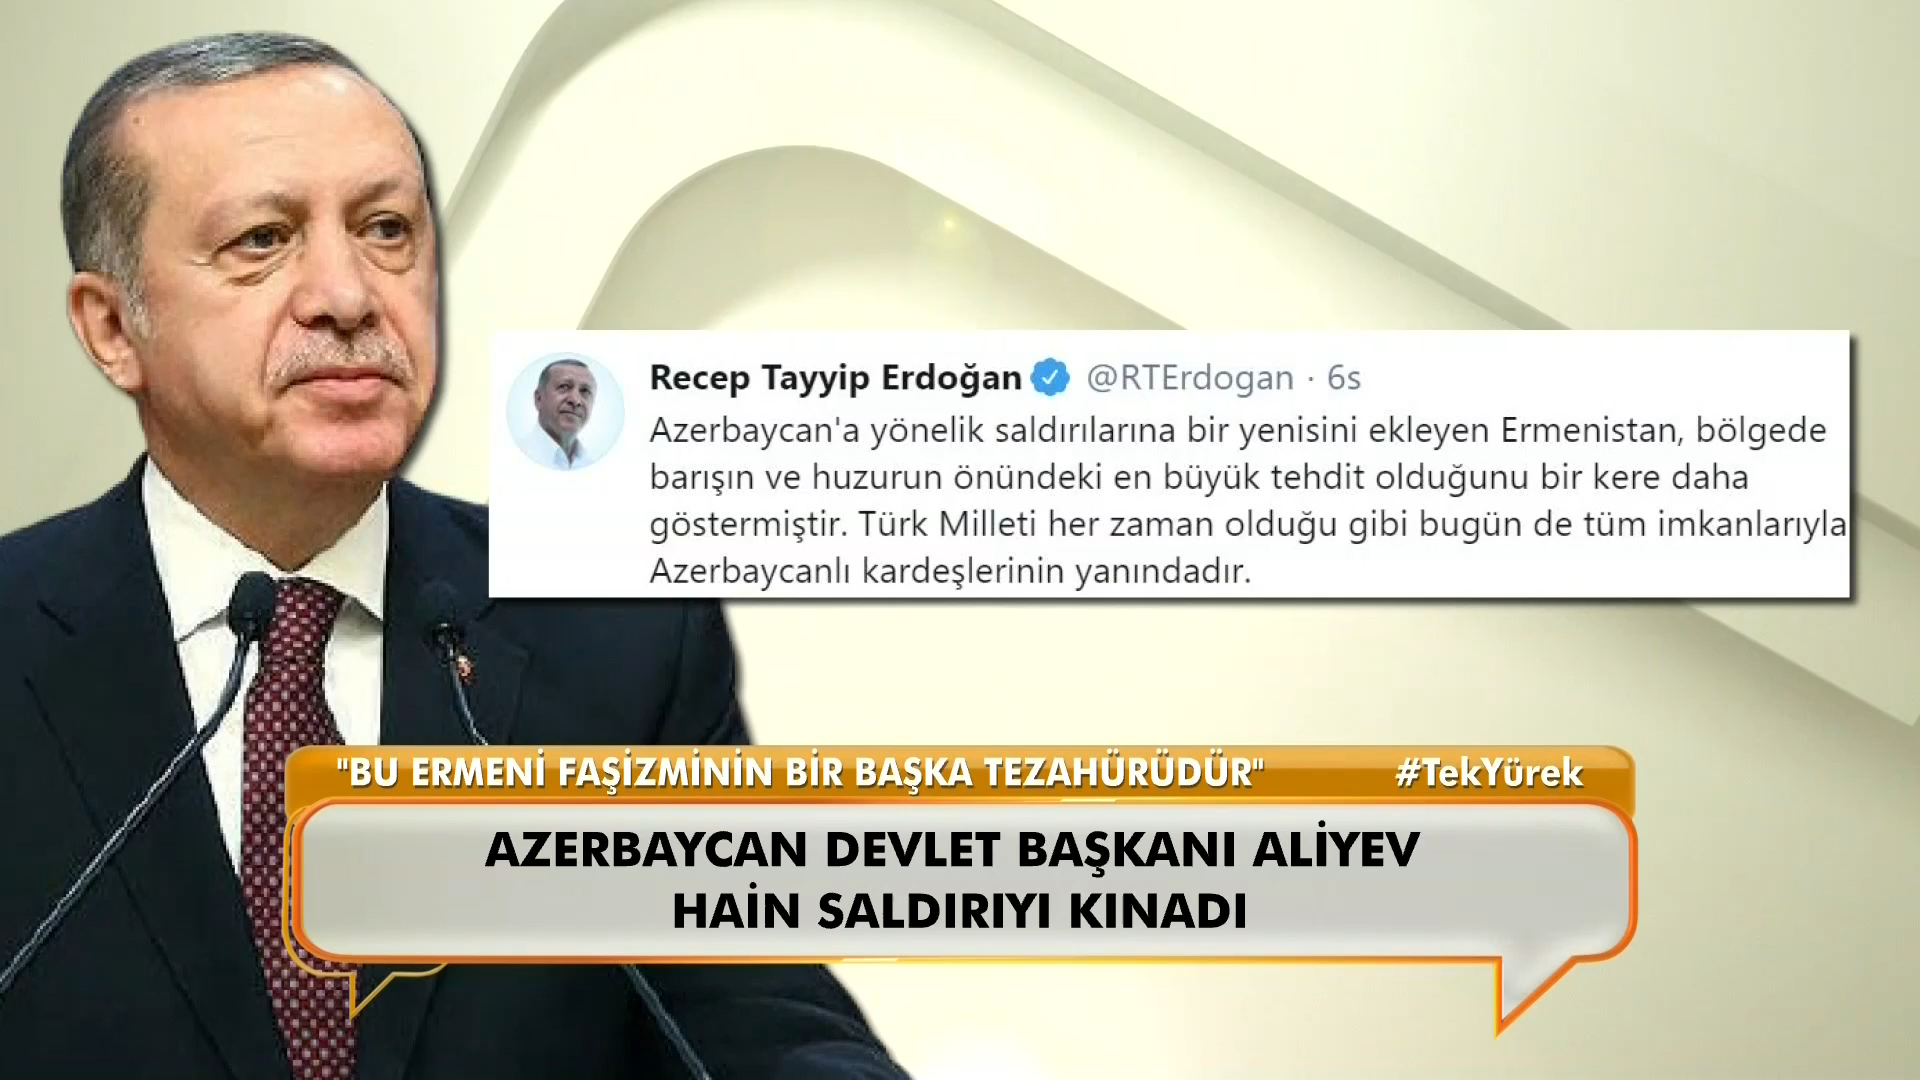 Recep Tayyip Erdoğan @RTErdogan · 6s
Azerbaycan'a yönelik saldırılarına bir yenisini ekleyen Ermenistan, bölgede
barışın ve huzurun önündeki en büyük tehdit olduğunu bir kere daha
göstermiştir. Türk Milleti her zaman olduğu gibi bugün de tüm imkanlarıyla
Azerbaycanlı kardeşlerinin yanındadır.
"BU ERMENİ FAŞİZMİNİN BİR BAŞKA TEZAHÜRÜDÜR" #TekYürek
AZERBAYCAN DEVLET BAŞKANI ALİYEV
HAİN SALDIRIYI KINADI